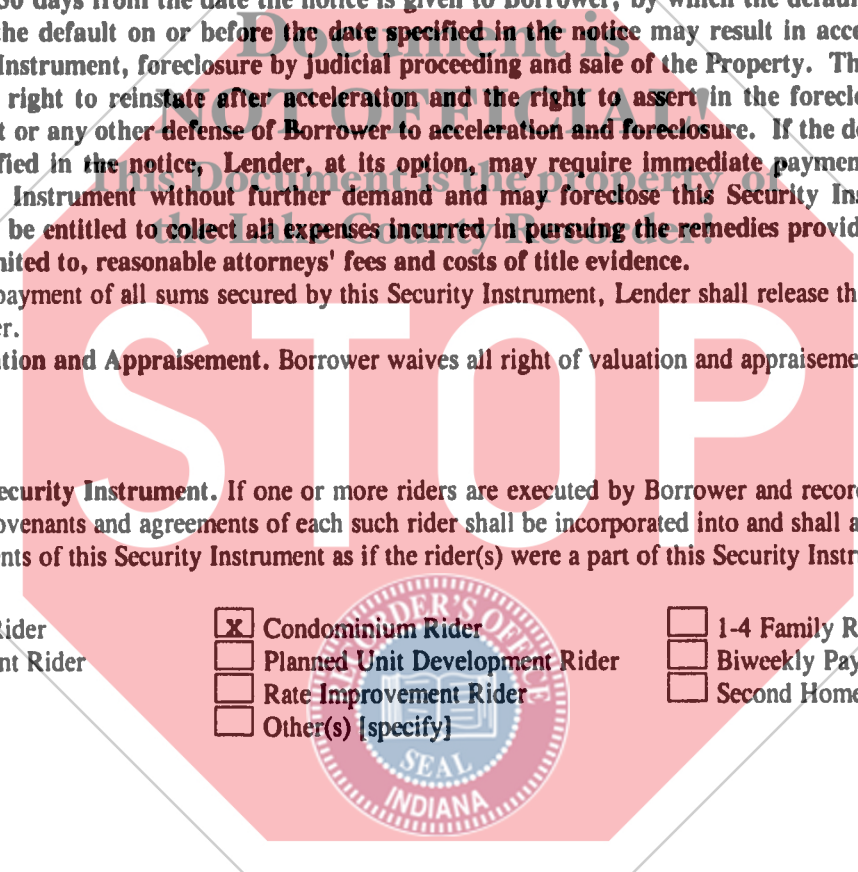 30 days from the date the notice is given to Borrower, by which the default
the default on or before the date specified in the notice may result in acce
Instrument, foreclosure by judicial proceeding and sale of the Property. Th
right to reinstate after acceleration and the right to assert in the foreclo
t or any other defense of Borrower to acceleration and foreclosure. If the de
fied in the notice, Lender, at its option, may require immediate payment
Instrument without further demand and may foreclose this Security Ins
be entitled to collect all expenses incurred in pursuing the remedies provid
nited to, reasonable attorneys' fees and costs of title evidence.
payment of all sums secured by this Security Instrument, Lender shall release th
er.
tion and Appraisement. Borrower waives all right of valuation and appraiseme
ecurity Instrument. If one or more riders are executed by Borrower and record
ovenants and agreements of each such rider shall be incorporated into and shall a
nts of this Security Instrument as if the rider(s) were a part of this Security Instr
Rider x Condominium Rider 1-4 Family R
nt Rider Planned Unit Development Rider Biweekly Pay
Rate Improvement Rider Second Home
Other(s) [specify]
Document is
NOT OFFICIAL!
This Document is the property of
the Lake County Recorder!
STOP
RECORDER'S OFFICE
SEAL
INDIANA